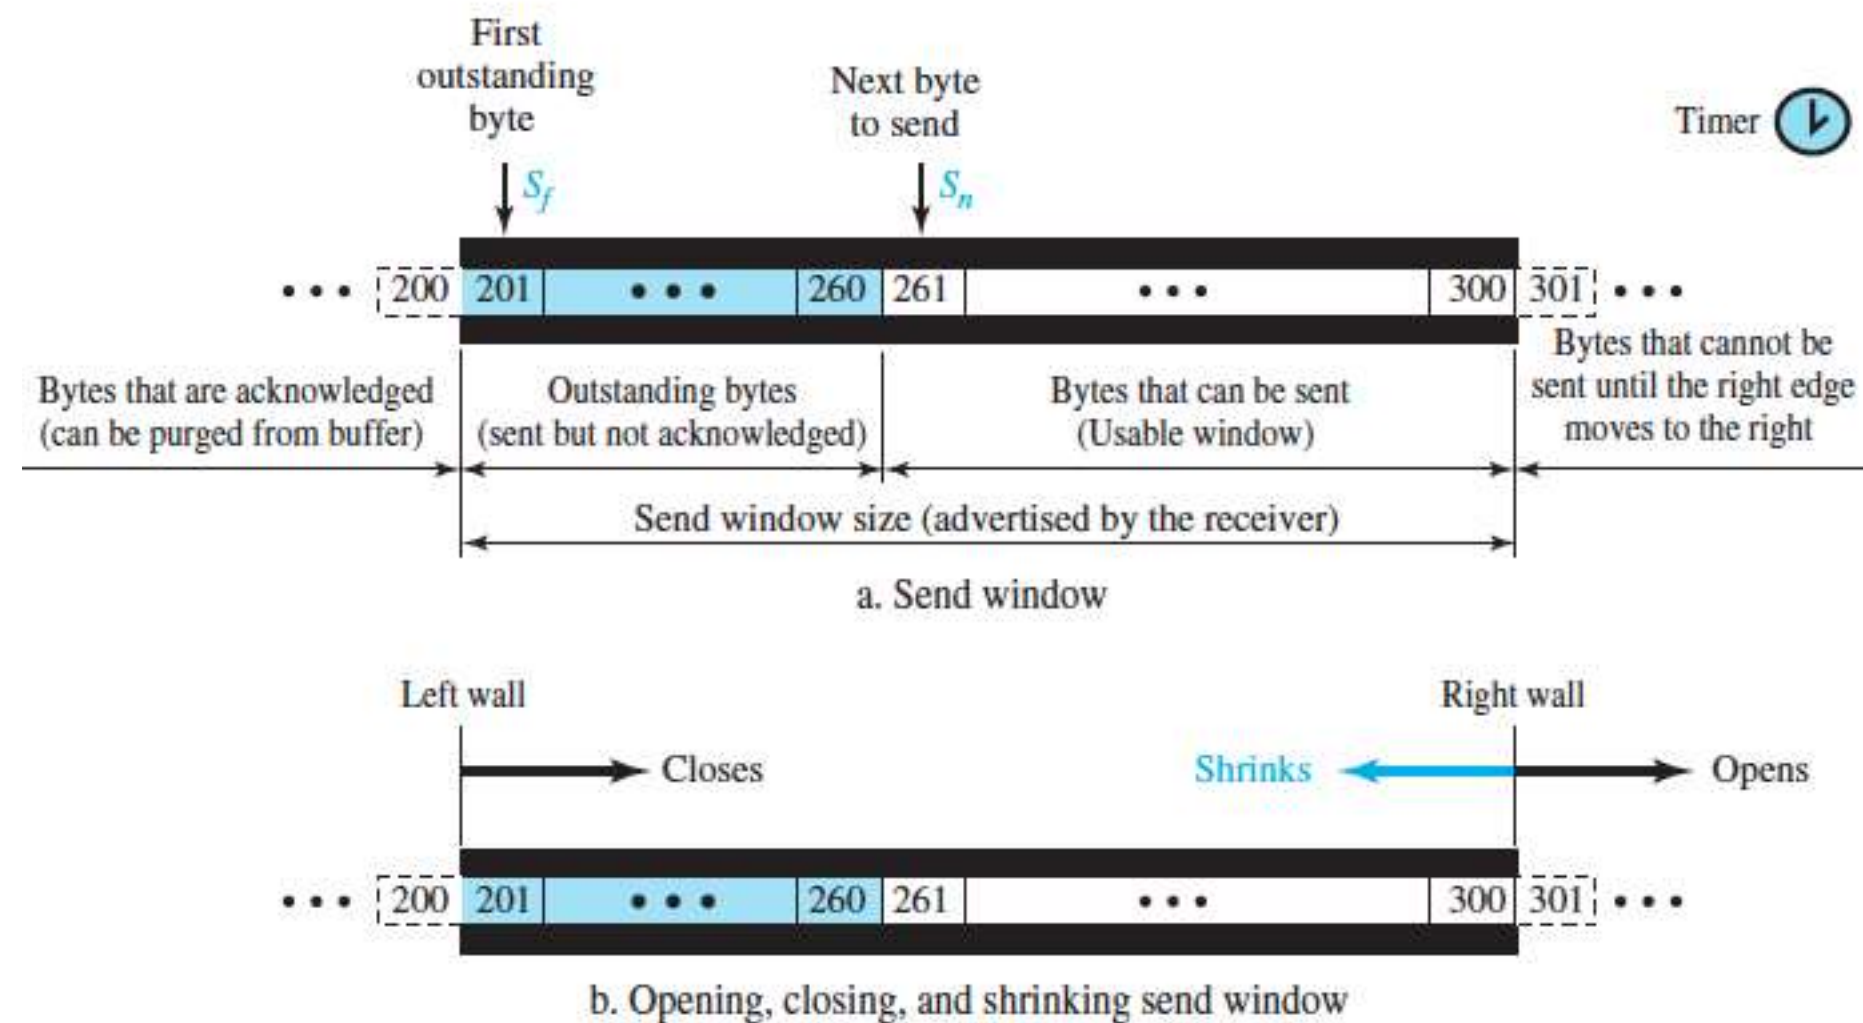 First
outstanding
byte
Next byte
to send
Timer
Sf
Sn
• • • 200 201 • • • 260 261 • • • 300 301 • • •
Bytes that are acknowledged
(can be purged from buffer)
Outstanding bytes
(sent but not acknowledged)
Bytes that can be sent
(Usable window)
Bytes that cannot be
sent until the right edge
moves to the right
Send window size (advertised by the receiver)
a. Send window
Left wall
Right wall
Closes
Shrinks
Opens
• • • 200 201 • • • 260 261 • • • 300 301 • • •
b. Opening, closing, and shrinking send window